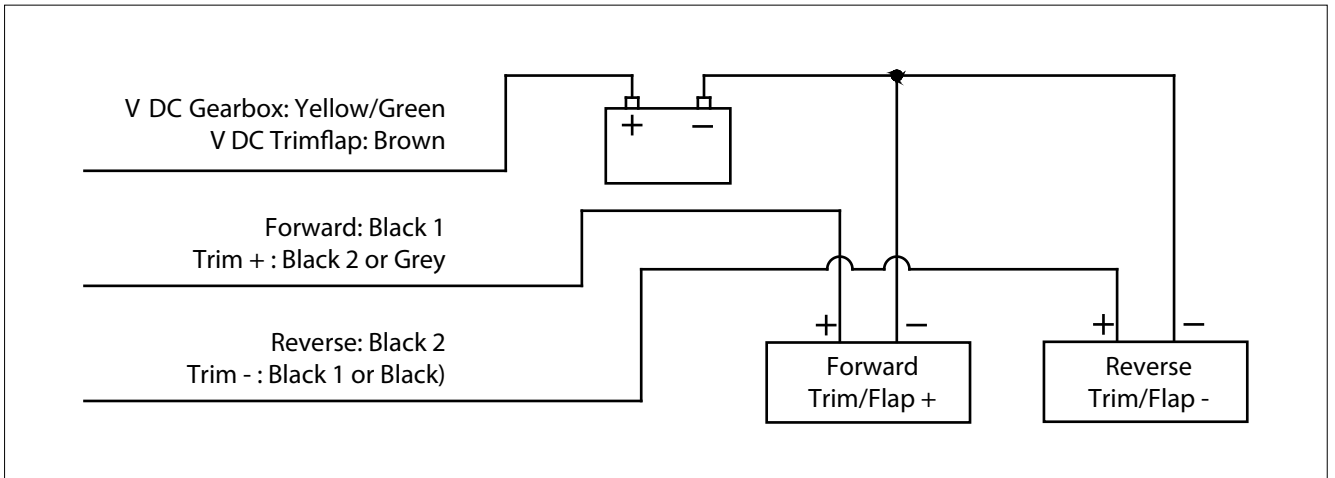 V DC Gearbox: Yellow/Green
V DC Trimflap: Brown
+ −
Forward: Black 1
Trim + : Black 2 or Grey
Reverse: Black 2
Trim - : Black 1 or Black)
+ −
Forward
Trim/Flap +
+ −
Reverse
Trim/Flap -